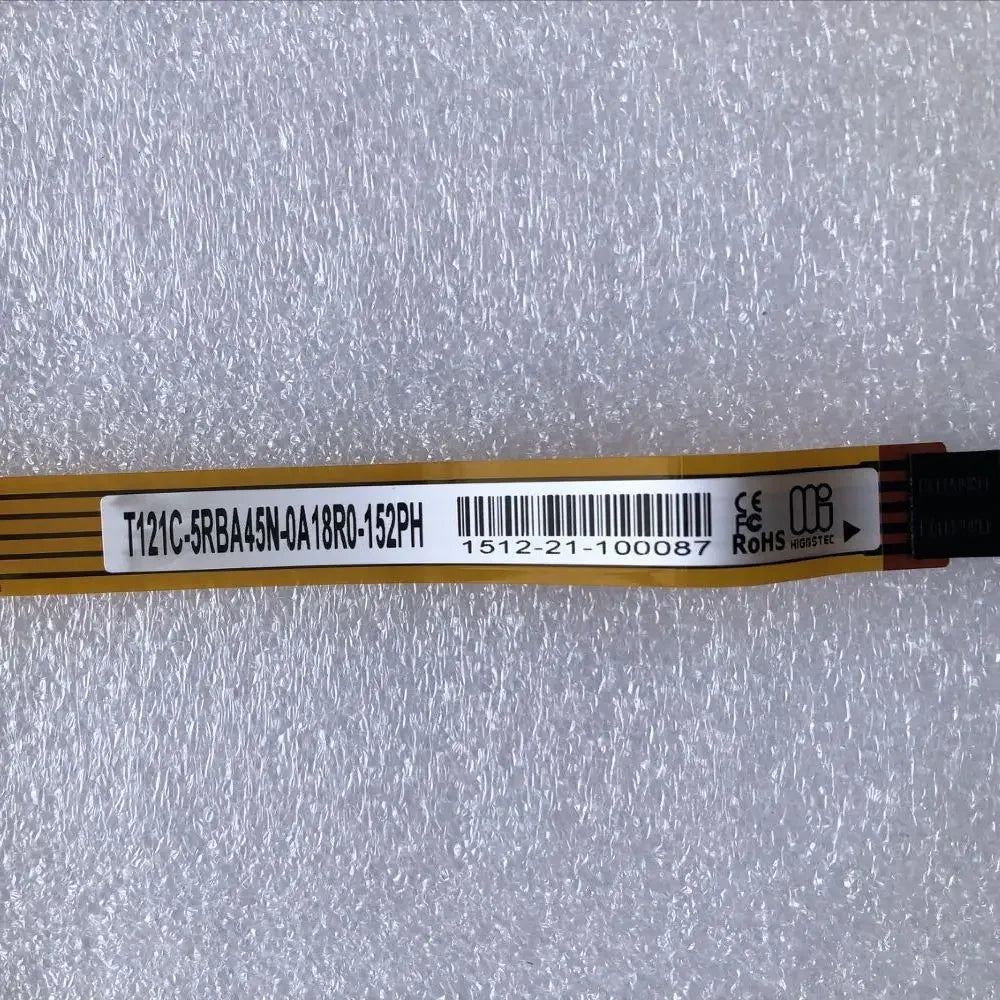 T121C-5RBA45N-0A18R0-152PH
1512-21-100087
CE
FC
RoHS
HIGGSTEC